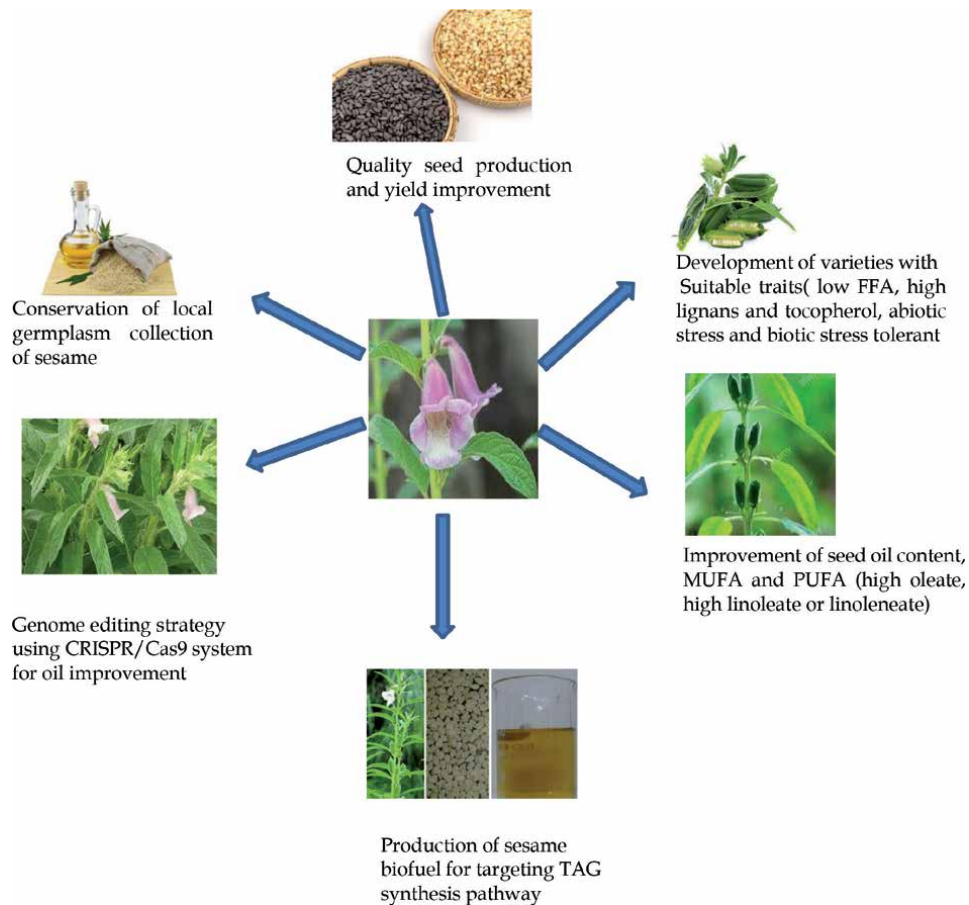 Quality seed production
and yield improvement
Conservation of local
germplasm collection
of sesame
Development of varieties with
Suitable traits( low FFA, high
lignans and tocopherol, abiotic
stress and biotic stress tolerant
Genome editing strategy
using CRISPR/Cas9 system
for oil improvement
Improvement of seed oil content,
MUFA and PUFA (high oleate,
high linoleate or linoleneate)
Production of sesame
biofuel for targeting TAG
synthesis pathway